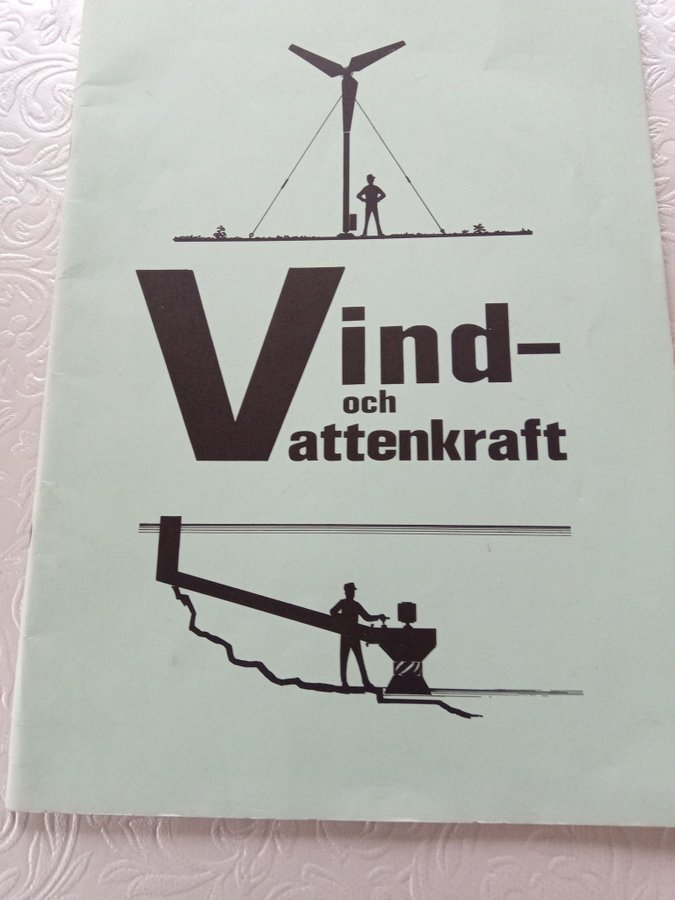 Vind-
och
Vattenkraft